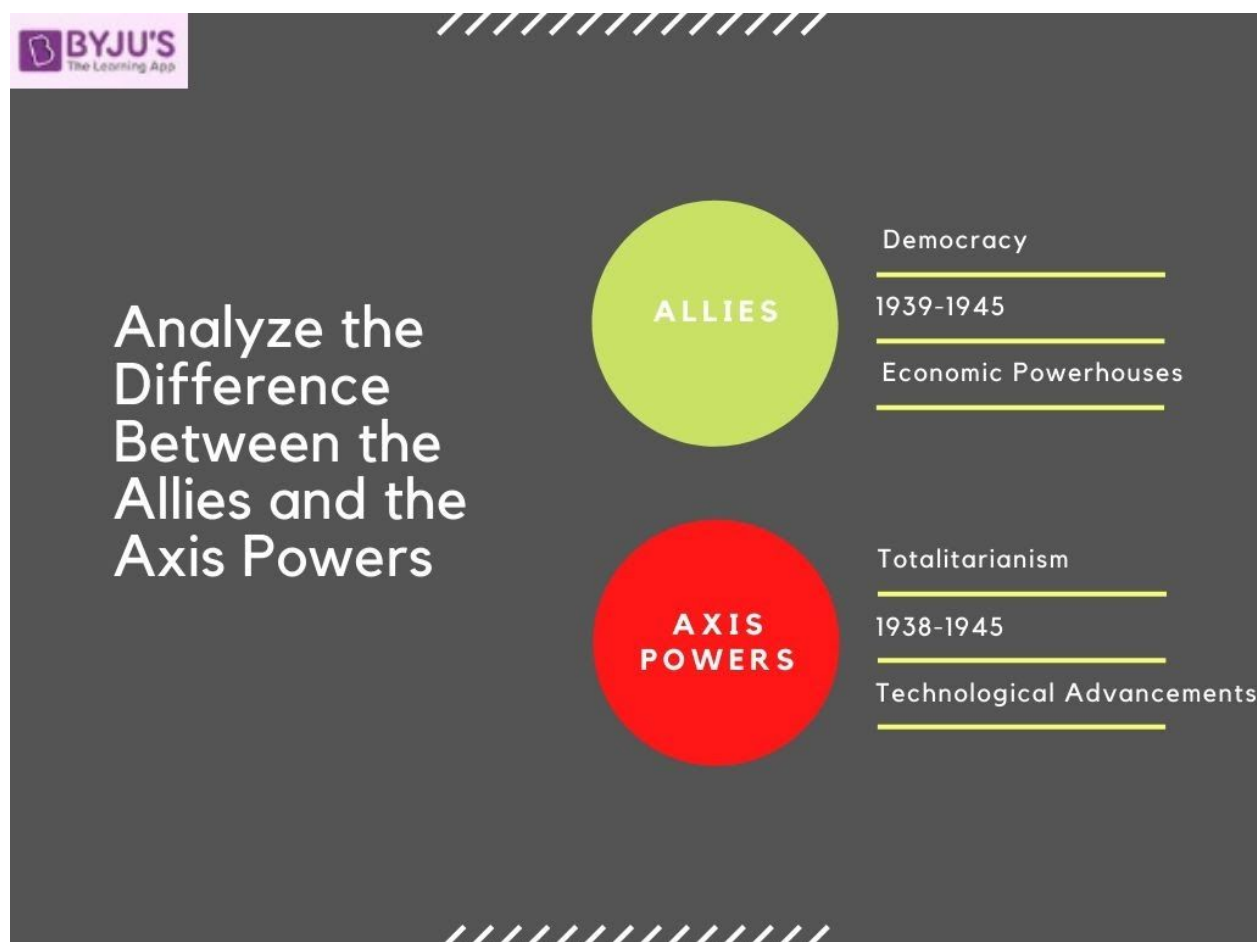 BYJU'S
The Learning App
Analyze the
Difference
Between the
Allies and the
Axis Powers
ALLIES
Democracy
1939-1945
Economic Powerhouses
AXIS
POWERS
Totalitarianism
1938-1945
Technological Advancements